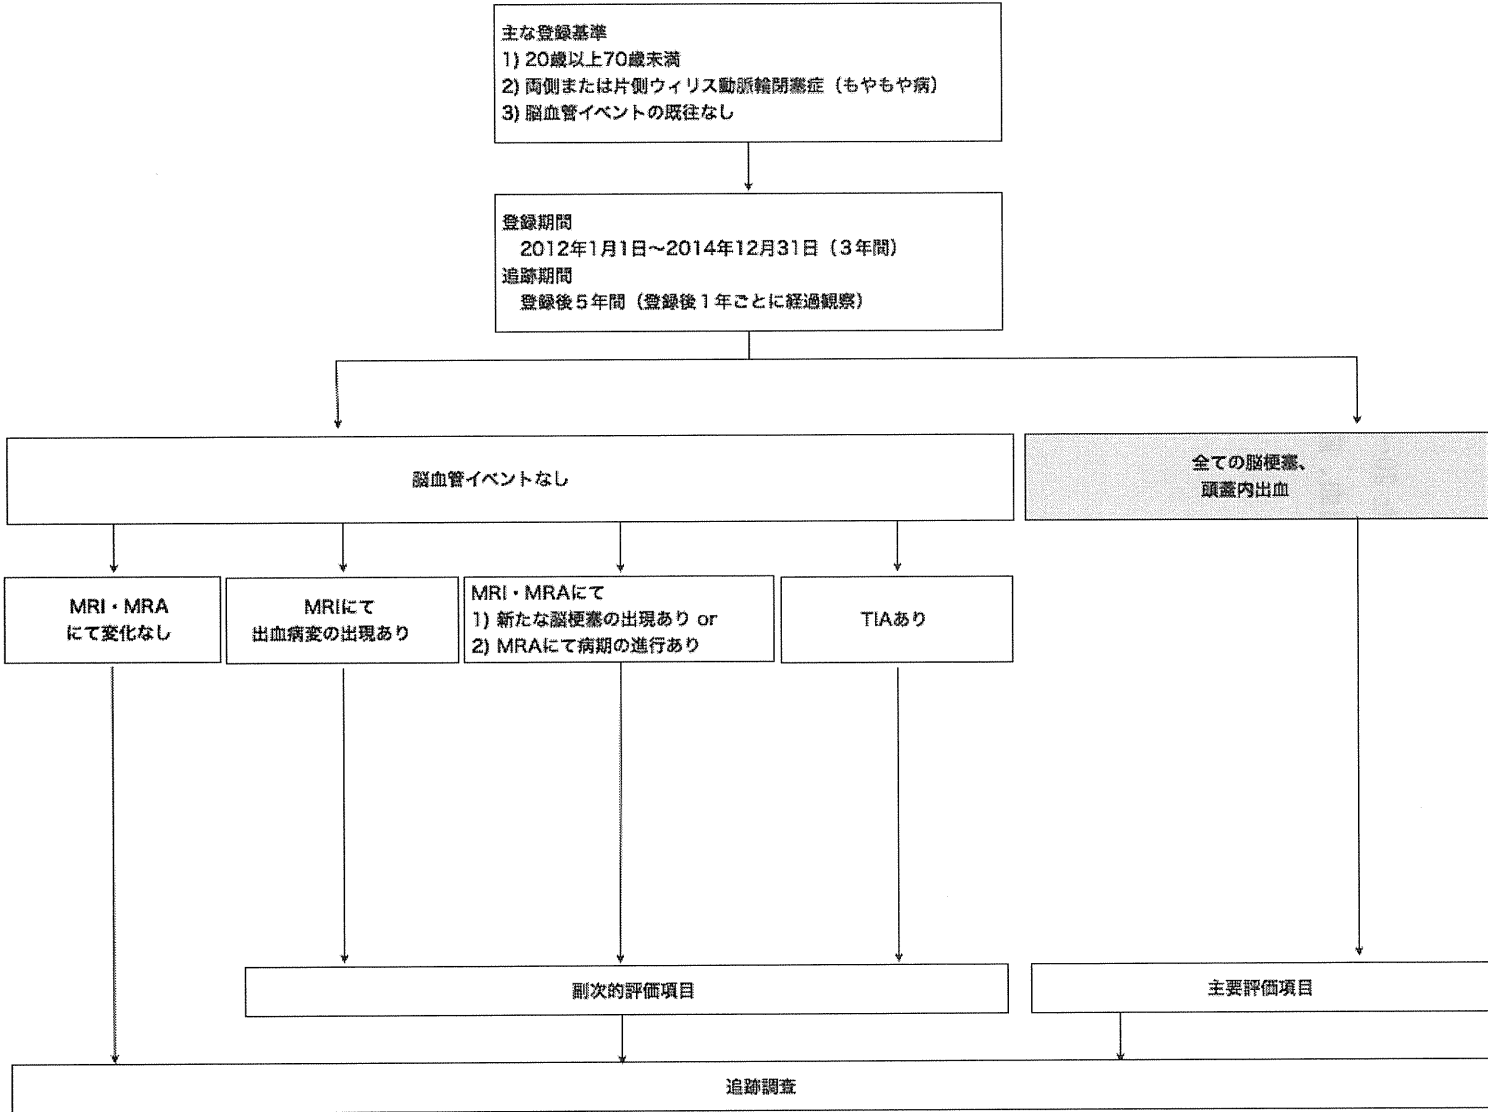 主な登録基準
1) 20歳以上70歳未満
2) 両側または片側ウィリス動脈輪閉塞症（もやもや病）
3) 脳血管イベントの既往なし
登録期間
2012年1月1日〜2014年12月31日（３年間）
追跡期間
登録後５年間（登録後１年ごとに経過観察）
脳血管イベントなし
全ての脳梗塞、
頭蓋内出血
MRI・MRA
にて変化なし
MRIにて
出血病変の出現あり
MRI・MRAにて
1) 新たな脳梗塞の出現あり or
2) MRAにて病期の進行あり
TIAあり
副次的評価項目
主要評価項目
追跡調査